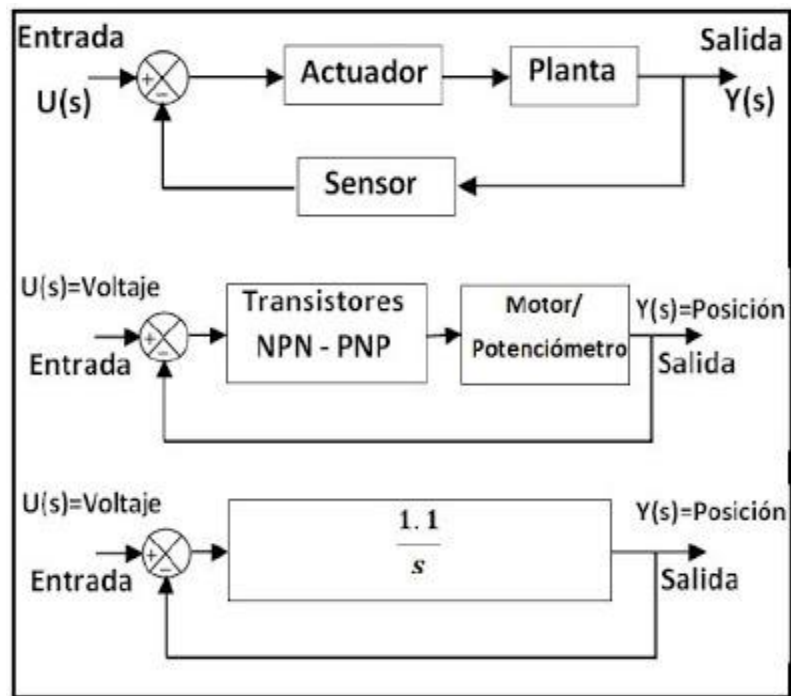 Entrada
U(s)
+
−
Actuador
Planta
Salida
Y(s)
Sensor
U(s)=Voltaje
Entrada
+
−
Transistores
NPN - PNP
Motor/
Potenciómetro
Y(s)=Posición
Salida
U(s)=Voltaje
Entrada
+
−
1.1
s
Y(s)=Posición
Salida